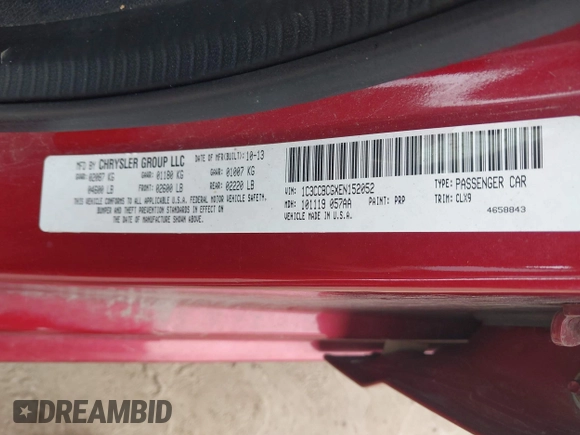 MFD BY CHRYSLER GROUP LLC DATE OF MFR(BUILT): 10-13
GVWR: 02087 KG GAWR: 01180 KG GAWR: 01007 KG
04600 LB FRONT: 02600 LB REAR: 02220 LB
THIS VEHICLE CONFORMS TO ALL APPLICABLE U.S.A. FEDERAL MOTOR VEHICLE SAFETY,
BUMPER AND THEFT PREVENTION STANDARDS IN EFFECT ON
THE DATE OF MANUFACTURE SHOWN ABOVE.
VIN: 1C3CCBCGXEN152052 TYPE: PASSENGER CAR
MDH: 101119 057AA PAINT: PRP TRIM: CLX9
VEHICLE MADE IN U.S.A. 4658843
DREAMBID